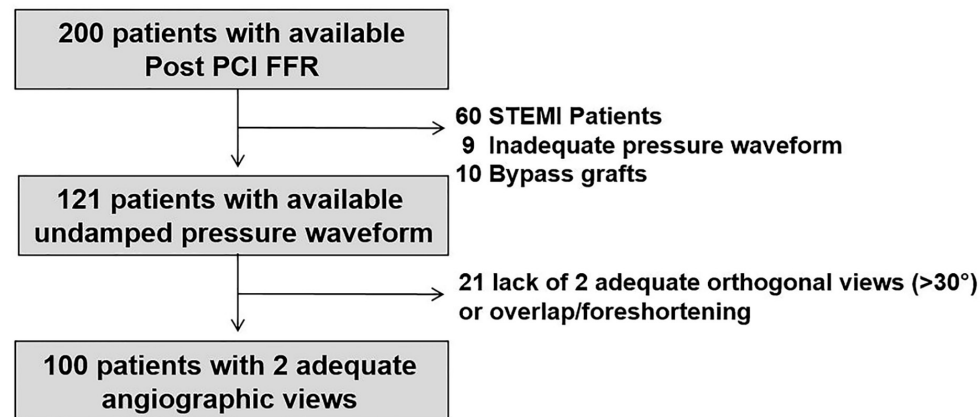 200 patients with available
Post PCI FFR
60 STEMI Patients
9 Inadequate pressure waveform
10 Bypass grafts
121 patients with available
undamped pressure waveform
21 lack of 2 adequate orthogonal views (>30°)
or overlap/foreshortening
100 patients with 2 adequate
angiographic views